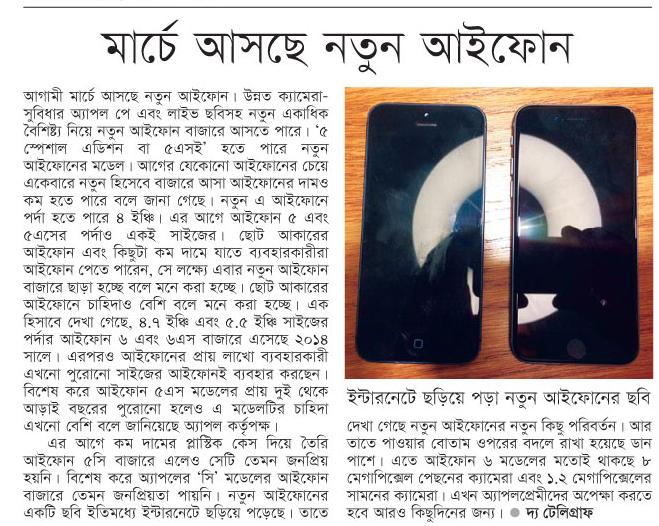 মার্চে আসছে নতুন আইফোন
আগামী মার্চে আসছে নতুন আইফোন। উন্নত ক্যামেরা-
সুবিধার অ্যাপল পে এবং লাইভ ছবিসহ নতুন একাধিক
বৈশিষ্ট্য নিয়ে নতুন আইফোন বাজারে আসতে পারে। ‘৫
স্পেশাল এডিশন বা ৫এসই’ হতে পারে নতুন
আইফোনের মডেল। আগের যেকোনো আইফোনের চেয়ে
একেবারে নতুন হিসেবে বাজারে আসা আইফোনের দামও
কম হতে পারে বলে জানা গেছে। নতুন এ আইফোনে
পর্দা হতে পারে ৪ ইঞ্চি। এর আগে আইফোন ৫ এবং
৫এসের পর্দাও একই সাইজের। ছোট আকারের
আইফোন এবং কিছুটা কম দামে যাতে ব্যবহারকারীরা
আইফোন পেতে পারেন, সে লক্ষ্যে এবার নতুন আইফোন
বাজারে ছাড়া হচ্ছে বলে মনে করা হচ্ছে। ছোট আকারের
আইফোনে চাহিদাও বেশি বলে মনে করা হচ্ছে। এক
হিসাবে দেখা গেছে, ৪.৭ ইঞ্চি এবং ৫.৫ ইঞ্চি সাইজের
পর্দার আইফোন ৬ এবং ৬এস বাজারে এসেছে ২০১৪
সালে। এরপরও আইফোনের প্রায় লাখো ব্যবহারকারী
এখনো পুরোনো সাইজের আইফোনই ব্যবহার করছেন।
বিশেষ করে আইফোন ৫এস মডেলের প্রায় দুই থেকে
আড়াই বছরের পুরোনো হলেও এ মডেলটির চাহিদা
এখনো বেশি বলে জানিয়েছে অ্যাপল কর্তৃপক্ষ।
এর আগে কম দামের প্লাস্টিক কেস দিয়ে তৈরি
আইফোন ৫সি বাজারে এলেও সেটি তেমন জনপ্রিয়
হয়নি। বিশেষ করে অ্যাপলের ‘সি’ মডেলের আইফোন
বাজারে তেমন জনপ্রিয়তা পায়নি। নতুন আইফোনের
একটি ছবি ইতিমধ্যে ইন্টারনেটে ছড়িয়ে পড়েছে। তাতে
ইন্টারনেটে ছড়িয়ে পড়া নতুন আইফোনের ছবি
দেখা গেছে নতুন আইফোনের নতুন কিছু পরিবর্তন। আর
তাতে পাওয়ার বোতাম ওপরের বদলে রাখা হয়েছে ডান
পাশে। এতে আইফোন ৬ মডেলের মতোই থাকছে ৮
মেগাপিক্সেল পেছনের ক্যামেরা এবং ১.২ মেগাপিক্সেলের
সামনের ক্যামেরা। এখন অ্যাপলপ্রেমীদের অপেক্ষা করতে
হবে আরও কিছুদিনের জন্য। ● দ্য টেলিগ্রাফ